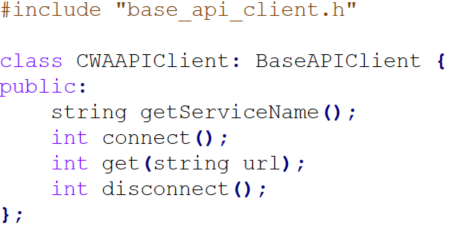 #include "base_api_client.h"
class CWAAPIClient: BaseAPIClient {
public:
    string getServiceName();
    int connect();
    int get(string url);
    int disconnect();
};